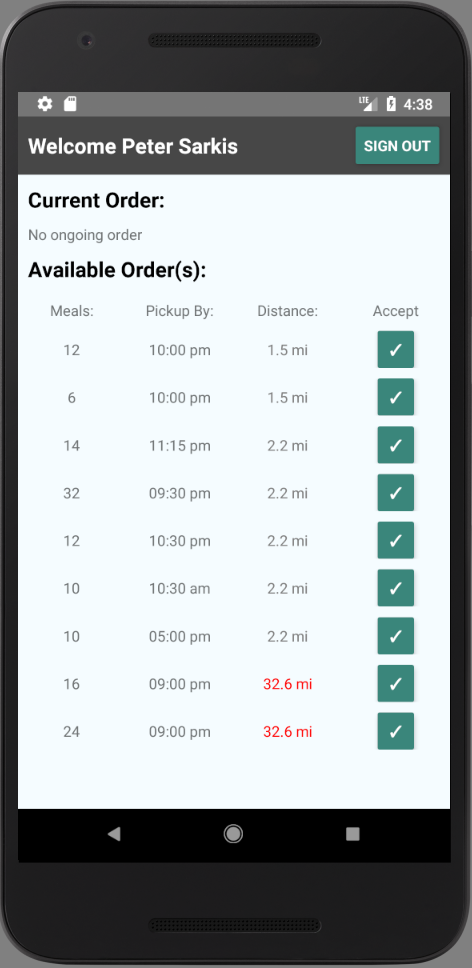 LTE 4:38
Welcome Peter Sarkis SIGN OUT
Current Order:
No ongoing order
Available Order(s):
Meals: Pickup By: Distance: Accept
12 10:00 pm 1.5 mi ✓
6 10:00 pm 1.5 mi ✓
14 11:15 pm 2.2 mi ✓
32 09:30 pm 2.2 mi ✓
12 10:30 pm 2.2 mi ✓
10 10:30 am 2.2 mi ✓
10 05:00 pm 2.2 mi ✓
16 09:00 pm 32.6 mi ✓
24 09:00 pm 32.6 mi ✓